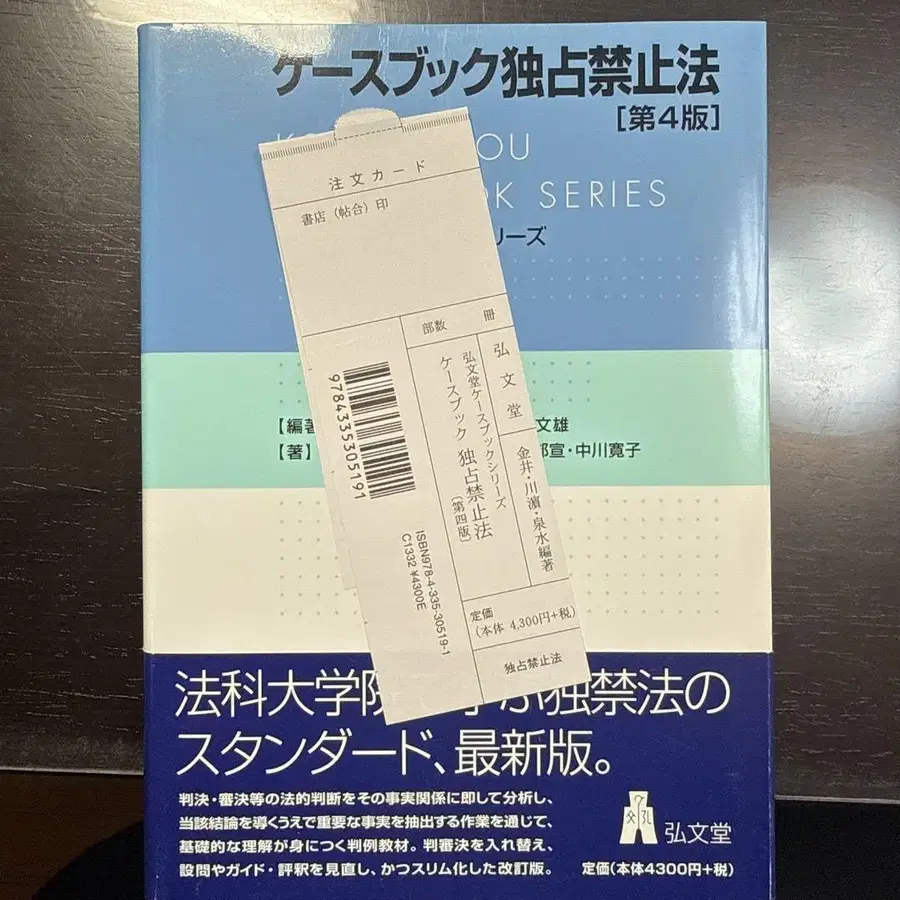 ケースブック独占禁止法
[第4版]
OU
K SERIES
リーズ
注文カード
書店（帖合）印
部数 冊
弘文堂
金井・川濵・泉水編著
弘文堂ケースブックシリーズ
ケースブック 独占禁止法
〔第四版〕
9784335305191
ISBN978-4-335-30519-1
C1332 ¥4300E
定価
（本体 4,300円+税）
独占禁止法
【編著
文雄
【著】
宣・中川寛子
法科大学院 ぶ独禁法の
スタンダード、最新版。
判決・審決等の法的判断をその事実関係に即して分析し、
当該結論を導くうえで重要な事実を抽出する作業を通じて、
基礎的な理解が身につく判例教材。判審決を入れ替え、
設問やガイド・評釈を見直し、かつスリム化した改訂版。
弘文堂
定価（本体4300円+税）